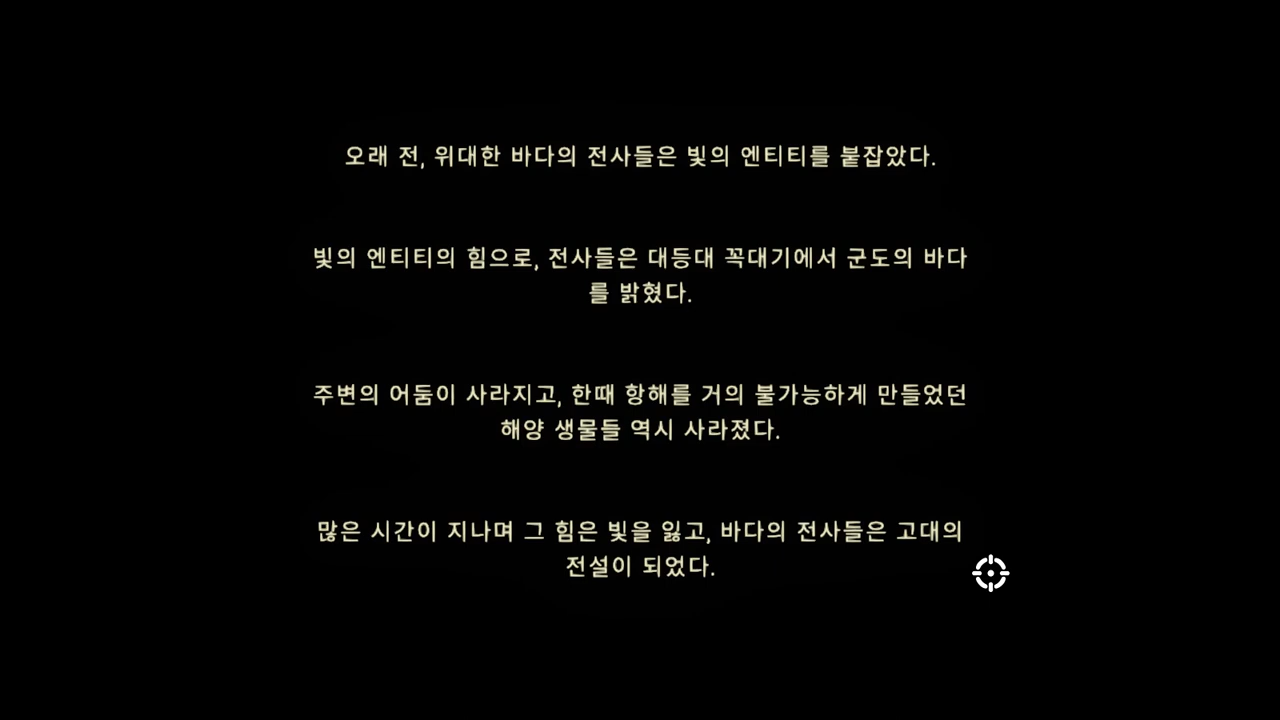 오래 전, 위대한 바다의 전사들은 빛의 엔티티를 붙잡았다.
빛의 엔티티의 힘으로, 전사들은 대등대 꼭대기에서 군도의 바다
를 밝혔다.
주변의 어둠이 사라지고, 한때 항해를 거의 불가능하게 만들었던
해양 생물들 역시 사라졌다.
많은 시간이 지나며 그 힘은 빛을 잃고, 바다의 전사들은 고대의
전설이 되었다.